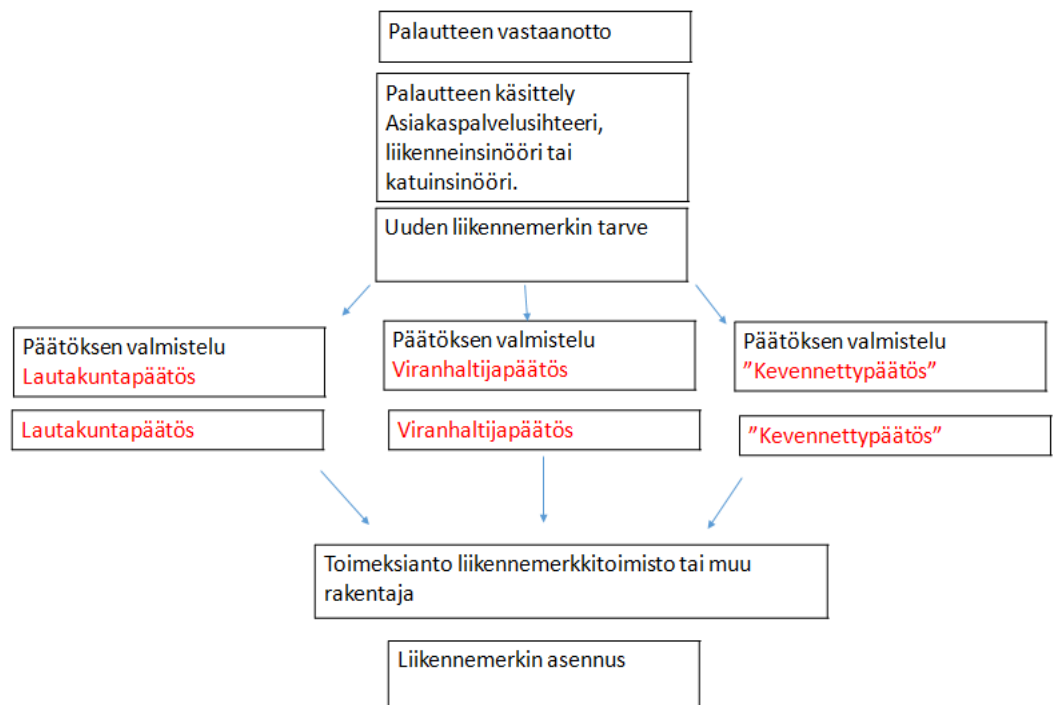 Palautteen vastaanotto
Palautteen käsittely
Asiakaspalvelusihteeri,
liikenneinsinööri tai
katuinsinööri.
Uuden liikennemerkin tarve
Päätöksen valmistelu
Lautakuntapäätös
Päätöksen valmistelu
Viranhaltijapäätös
Päätöksen valmistelu
”Kevennettypäätös”
Lautakuntapäätös
Viranhaltijapäätös
”Kevennettypäätös”
Toimeksianto liikennemerkkitoimisto tai muu
rakentaja
Liikennemerkin asennus